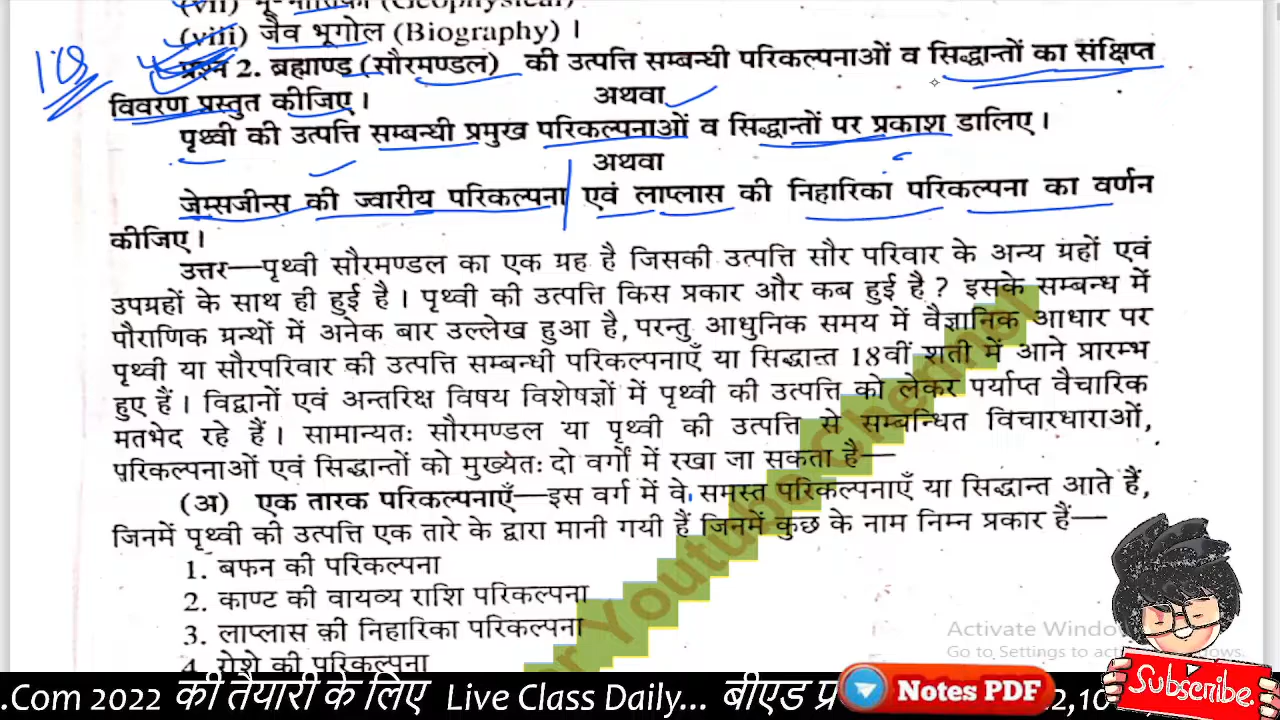 (vii) भू-भौतिकी (Geophysical)
(viii) जैव भूगोल (Biography) ।
प्रश्न 2. ब्रह्माण्ड (सौरमण्डल) की उत्पत्ति सम्बन्धी परिकल्पनाओं व सिद्धान्तों का संक्षिप्त
विवरण प्रस्तुत कीजिए।
अथवा
पृथ्वी की उत्पत्ति सम्बन्धी प्रमुख परिकल्पनाओं व सिद्धान्तों पर प्रकाश डालिए।
अथवा
जेम्सजीन्स की ज्वारीय परिकल्पना एवं लाप्लास की निहारिका परिकल्पना का वर्णन
कीजिए।
उत्तर—पृथ्वी सौरमण्डल का एक ग्रह है जिसकी उत्पत्ति सौर परिवार के अन्य ग्रहों एवं
उपग्रहों के साथ ही हुई है। पृथ्वी की उत्पत्ति किस प्रकार और कब हुई है ? इसके सम्बन्ध में
पौराणिक ग्रन्थों में अनेक बार उल्लेख हुआ है, परन्तु आधुनिक समय में वैज्ञानिक आधार पर
पृथ्वी या सौरपरिवार की उत्पत्ति सम्बन्धी परिकल्पनाएँ या सिद्धान्त 18वीं शती में आने प्रारम्भ
हुए हैं। विद्वानों एवं अन्तरिक्ष विषय विशेषज्ञों में पृथ्वी की उत्पत्ति को लेकर पर्याप्त वैचारिक
मतभेद रहे हैं। सामान्यतः सौरमण्डल या पृथ्वी की उत्पत्ति से सम्बन्धित विचारधाराओं,
परिकल्पनाओं एवं सिद्धान्तों को मुख्यतः दो वर्गों में रखा जा सकता है—
(अ) एक तारक परिकल्पनाएँ—इस वर्ग में वे समस्त परिकल्पनाएँ या सिद्धान्त आते हैं,
जिनमें पृथ्वी की उत्पत्ति एक तारे के द्वारा मानी गयी हैं जिनमें कुछ के नाम निम्न प्रकार हैं—
1. बफन की परिकल्पना
2. काण्ट की वायव्य राशि परिकल्पना
3. लाप्लास की निहारिका परिकल्पना
4. रोशे की परिकल्पना
Youtube
Activate Windows
Go to Settings to
.Com 2022 की तैयारी के लिए Live Class Daily... बीएड प्र
Notes PDF
Subscribe